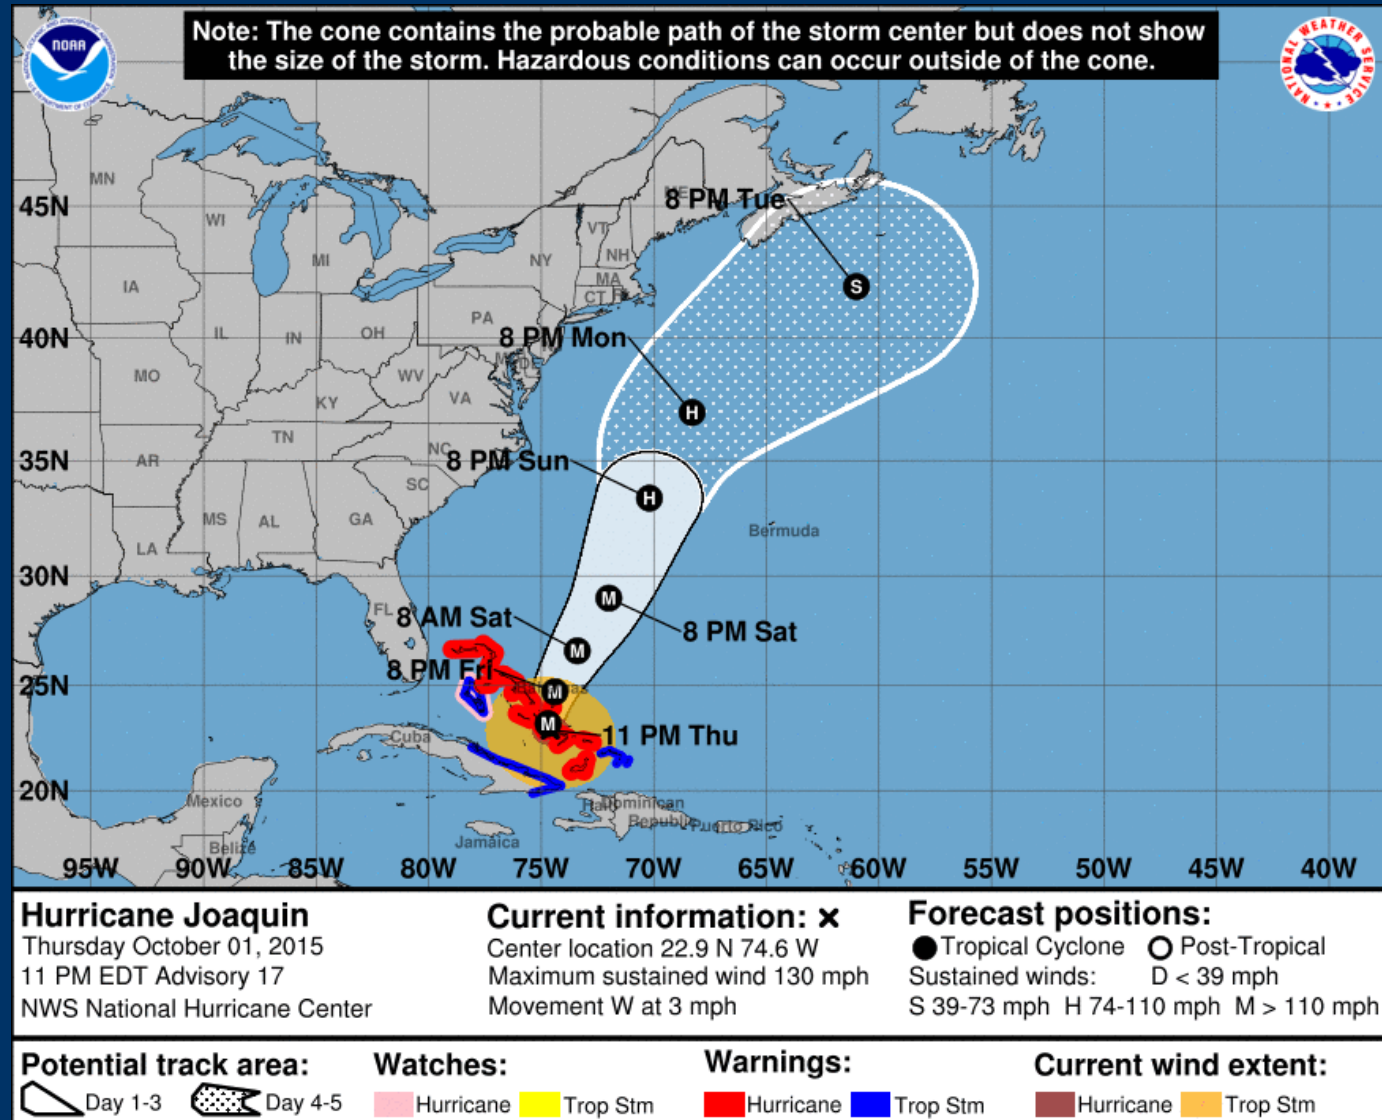 Note: The cone contains the probable path of the storm center but does not show
the size of the storm. Hazardous conditions can occur outside of the cone.
NOAA
NATIONAL WEATHER SERVICE
MN
WI
MI
IA
IL
IN
OH
PA
NY
VT
NH
MA
CT
ME
MO
KY
WV
VA
TN
NC
AR
SC
MS
AL
GA
LA
FL
45N
40N
35N
30N
25N
20N
8 PM Tue
S
8 PM Mon
H
8 PM Sun
H
Bermuda
8 AM Sat
M
M
8 PM Sat
8 PM Fri
M
M
11 PM Thu
Cuba
Mexico
Belize
Jamaica
Haiti
Dominican
Republic
Puerto Rico
95W 90W 85W 80W 75W 70W 65W 60W 55W 50W 45W 40W
Hurricane Joaquin
Thursday October 01, 2015
11 PM EDT Advisory 17
NWS National Hurricane Center
Current information: x
Center location 22.9 N 74.6 W
Maximum sustained wind 130 mph
Movement W at 3 mph
Forecast positions:
Tropical Cyclone Post-Tropical
Sustained winds: D < 39 mph
S 39-73 mph H 74-110 mph M > 110 mph
Potential track area:
Day 1-3 Day 4-5
Watches:
Hurricane Trop Stm
Warnings:
Hurricane Trop Stm
Current wind extent:
Hurricane Trop Stm